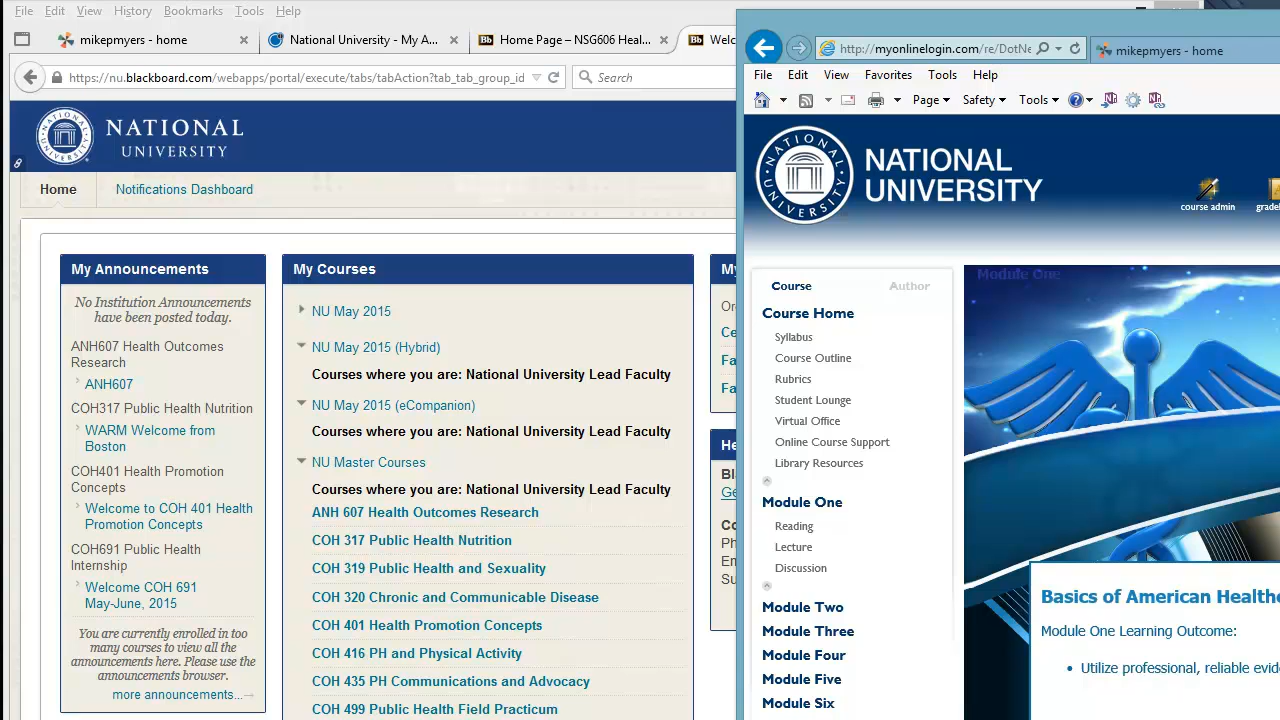 File Edit View History Bookmarks Tools Help
mikepmyers - home
National University - My A...
Home Page – NSG606 Heal...
https://nu.blackboard.com/webapps/portal/execute/tabs/tabAction?tab_tab_group_id
Search
NATIONAL
UNIVERSITY
Home
Notifications Dashboard
My Announcements
No Institution Announcements
have been posted today.
ANH607 Health Outcomes
Research
ANH607
COH317 Public Health Nutrition
WARM Welcome from
Boston
COH401 Health Promotion
Concepts
Welcome to COH 401 Health
Promotion Concepts
COH691 Public Health
Internship
Welcome COH 691
May-June, 2015
You are currently enrolled in too
many courses to view all the
announcements here. Please use the
announcements browser.
more announcements...→
My Courses
NU May 2015
NU May 2015 (Hybrid)
Courses where you are: National University Lead Faculty
NU May 2015 (eCompanion)
Courses where you are: National University Lead Faculty
NU Master Courses
Courses where you are: National University Lead Faculty
ANH 607 Health Outcomes Research
COH 317 Public Health Nutrition
COH 319 Public Health and Sexuality
COH 320 Chronic and Communicable Disease
COH 401 Health Promotion Concepts
COH 416 PH and Physical Activity
COH 435 PH Communications and Advocacy
COH 499 Public Health Field Practicum
http://myonlinelogin.com/re/DotNe
mikepmyers - home
File Edit View Favorites Tools Help
Page Safety Tools
NATIONAL
UNIVERSITY
course admin
Course
Author
Course Home
Syllabus
Course Outline
Rubrics
Student Lounge
Virtual Office
Online Course Support
Library Resources
Module One
Reading
Lecture
Discussion
Module Two
Module Three
Module Four
Module Five
Module Six
Module One
Basics of American Healthc
Module One Learning Outcome:
• Utilize professional, reliable evid